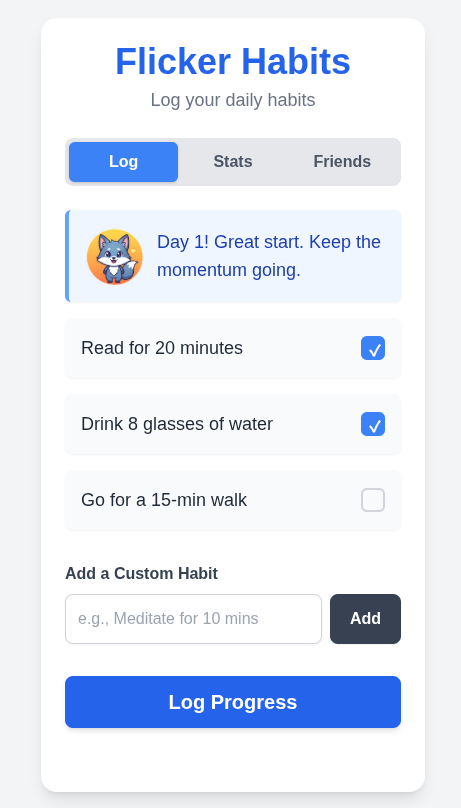 Flicker Habits
Log your daily habits
Log
Stats
Friends
Day 1! Great start. Keep the
momentum going.
Read for 20 minutes
Drink 8 glasses of water
Go for a 15-min walk
Add a Custom Habit
e.g., Meditate for 10 mins
Add
Log Progress